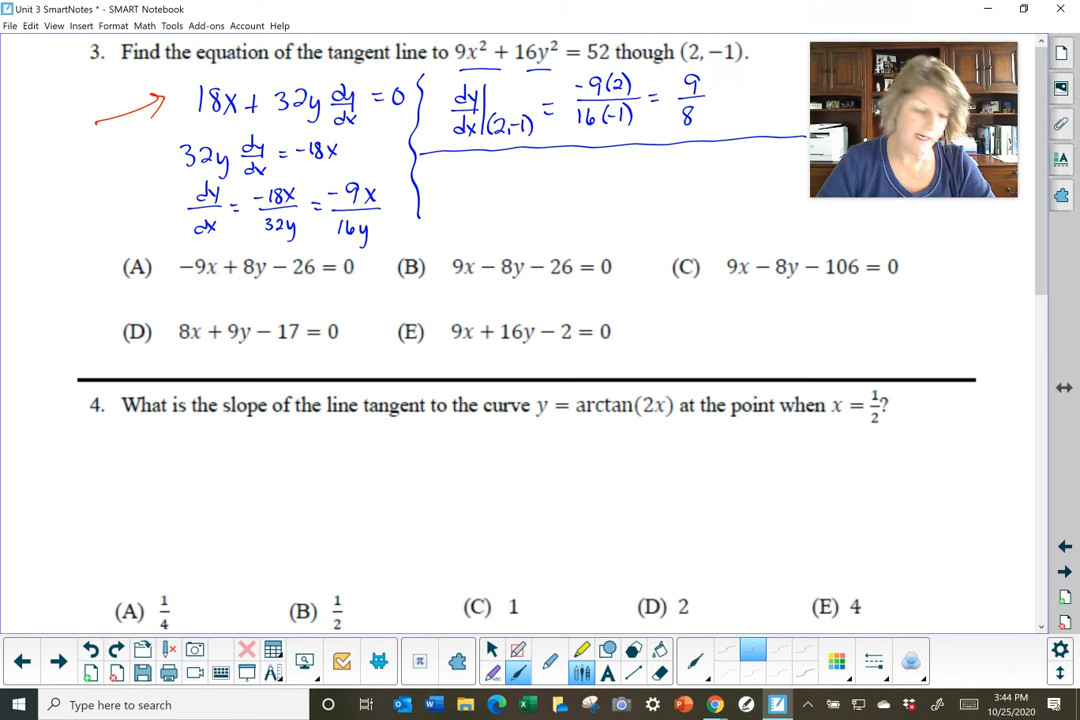 Unit 3 SmartNotes * - SMART Notebook
File Edit View Insert Format Math Tools Add-ons Account Help
3. Find the equation of the tangent line to 9x² + 16y² = 52 though (2, −1).
18x + 32y dy/dx = 0
32y dy/dx = -18x
dy/dx = -18x/32y = -9x/16y
dy/dx|(2,-1) = -9(2)/16(-1) = 9/8
(A) −9x + 8y − 26 = 0 (B) 9x − 8y − 26 = 0 (C) 9x − 8y − 106 = 0
(D) 8x + 9y − 17 = 0 (E) 9x + 16y − 2 = 0
4. What is the slope of the line tangent to the curve y = arctan(2x) at the point when x = 1/2?
(A) 1/4 (B) 1/2 (C) 1 (D) 2 (E) 4
Type here to search
3:44 PM
10/25/2020